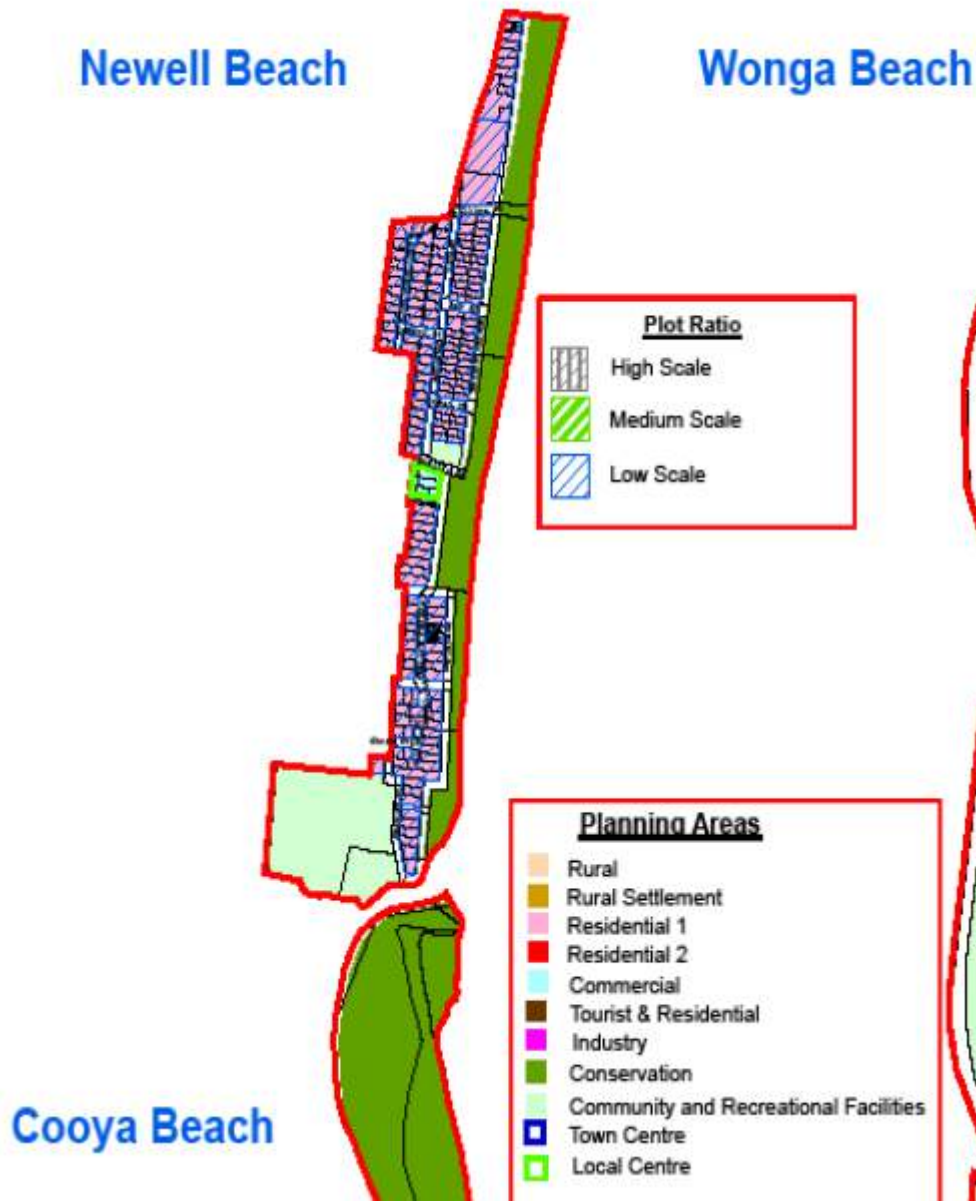 Newell Beach
Wonga Beach
Plot Ratio
High Scale
Medium Scale
Low Scale
Planning Areas
Rural
Rural Settlement
Residential 1
Residential 2
Commercial
Tourist & Residential
Industry
Conservation
Community and Recreational Facilities
Town Centre
Local Centre
Cooya Beach